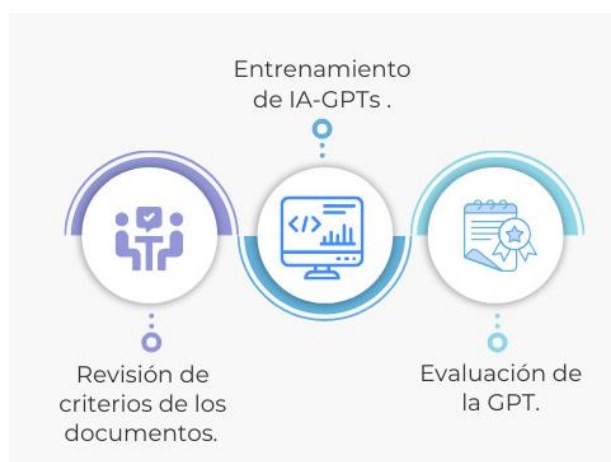 Entrenamiento
de IA-GPTs .
</>
Revisión de
criterios de los
documentos.
Evaluación de
la GPT.